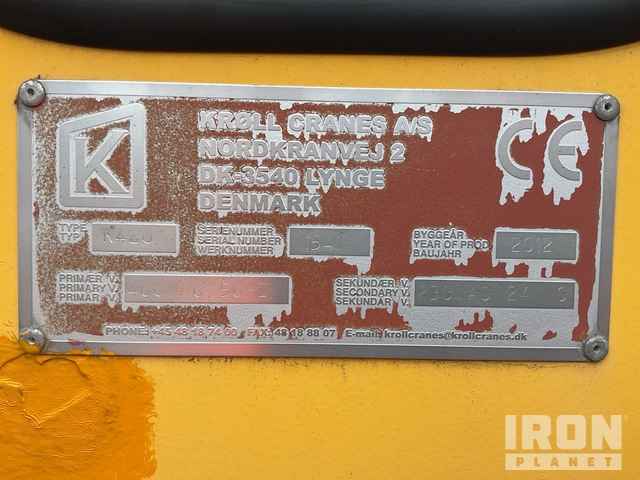 K
KRØLL CRANES A/S
NORDKRANVEJ 2
DK-3540 LYNGE
DENMARK
CE
TYPE
TYP
SERIENUMMER
SERIAL NUMBER
WERKNUMMER
BYGGEÅR
YEAR OF PROD.
BAUJAHR
2012
PRIMÆR V.
PRIMARY V.
PRIMÄR V.
SEKUNDÆR V.
SECONDARY V.
SEKUNDÄR V.
PHONE: +45 48 18 74 60 FAX: 48 18 88 07 E-mail: krollcranes@krollcranes.dk
IRON
PLANET